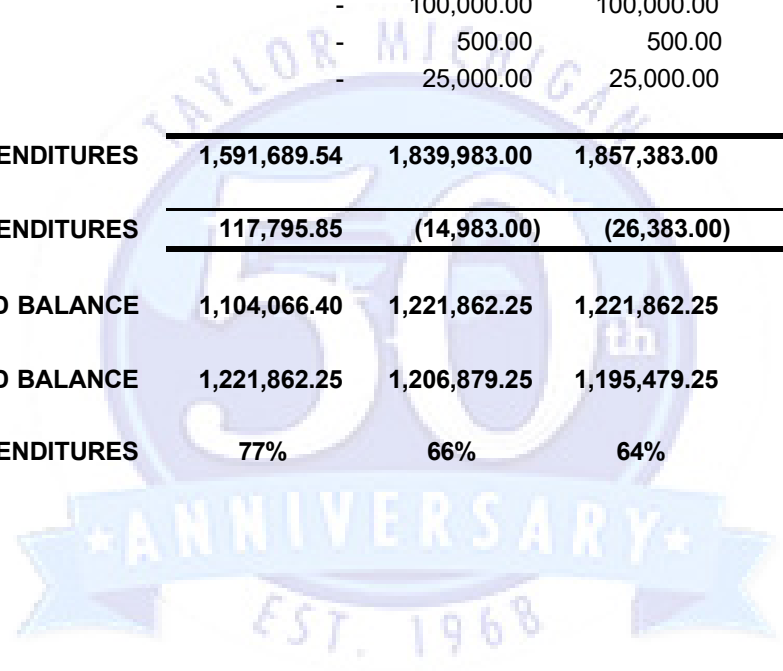 - 100,000.00 100,000.00
- 500.00 500.00
- 25,000.00 25,000.00
ENDITURES 1,591,689.54 1,839,983.00 1,857,383.00
ENDITURES 117,795.85 (14,983.00) (26,383.00)
D BALANCE 1,104,066.40 1,221,862.25 1,221,862.25
D BALANCE 1,221,862.25 1,206,879.25 1,195,479.25
ENDITURES 77% 66% 64%
TAYLOR MICHIGAN
50th
ANNIVERSARY
EST. 1968